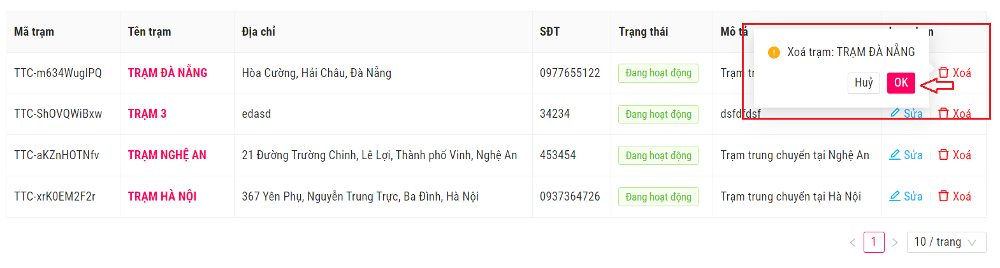 Mã trạm Tên trạm Địa chỉ SĐT Trạng thái Mô tả
Xoá trạm: TRẠM ĐÀ NẴNG
Huỷ OK
TTC-m634WuglPQ TRẠM ĐÀ NẴNG Hòa Cường, Hải Châu, Đà Nẵng 0977655122 Đang hoạt động Trạm Xoá
TTC-ShOVQWiBxw TRẠM 3 edasd 34234 Đang hoạt động dsfdfdsf Sửa Xoá
TTC-aKZnHOTNfv TRẠM NGHỆ AN 21 Đường Trường Chinh, Lê Lợi, Thành phố Vinh, Nghệ An 453454 Đang hoạt động Trạm trung chuyển tại Nghệ An Sửa Xoá
TTC-xrK0EM2F2r TRẠM HÀ NỘI 367 Yên Phụ, Nguyễn Trung Trực, Ba Đình, Hà Nội 0937364726 Đang hoạt động Trạm trung chuyển tại Hà Nội Sửa Xoá
1 10 / trang